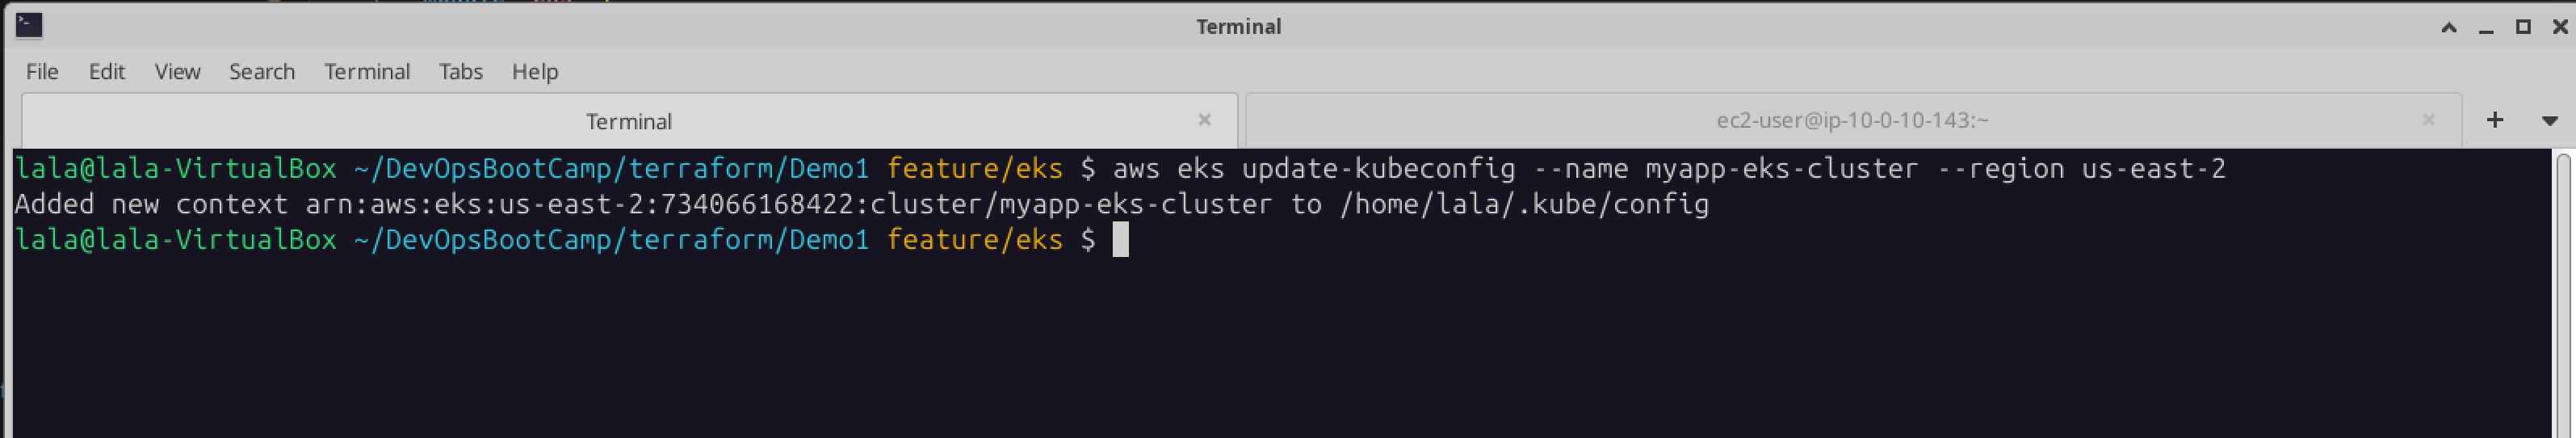 Terminal
File Edit View Search Terminal Tabs Help
Terminal
ec2-user@ip-10-0-10-143:~
lala@lala-VirtualBox ~/DevOpsBootCamp/terraform/Demo1 feature/eks $ aws eks update-kubeconfig --name myapp-eks-cluster --region us-east-2
Added new context arn:aws:eks:us-east-2:734066168422:cluster/myapp-eks-cluster to /home/lala/.kube/config
lala@lala-VirtualBox ~/DevOpsBootCamp/terraform/Demo1 feature/eks $